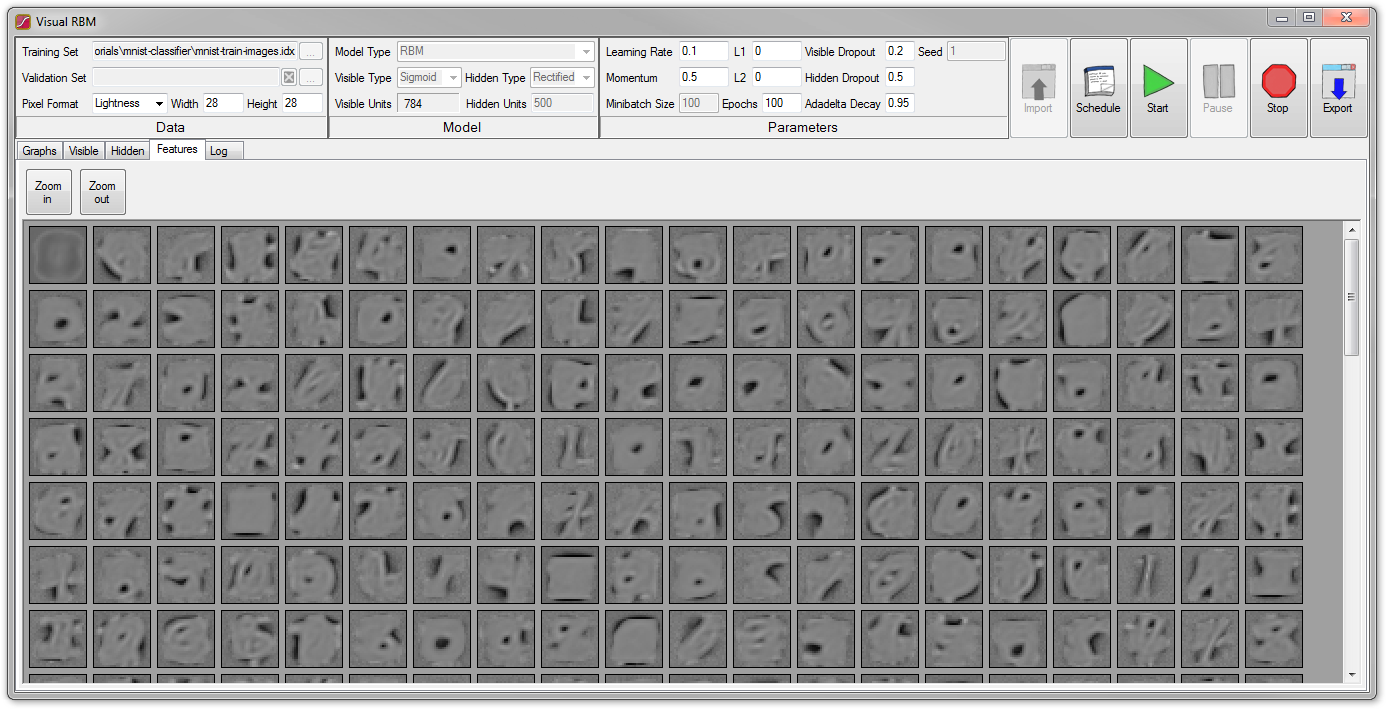 Visual RBM
Training Set orials\mnist-classifier\mnist-train-images.idx ...
Validation Set ...
Pixel Format Lightness Width 28 Height 28
Data
Model Type RBM
Visible Type Sigmoid Hidden Type Rectified
Visible Units 784 Hidden Units 500
Model
Learning Rate 0.1 L1 0 Visible Dropout 0.2 Seed 1
Momentum 0.5 L2 0 Hidden Dropout 0.5
Minibatch Size 100 Epochs 100 Adadelta Decay 0.95
Parameters
Import Schedule Start Pause Stop Export
Graphs Visible Hidden Features Log
Zoom in
Zoom out